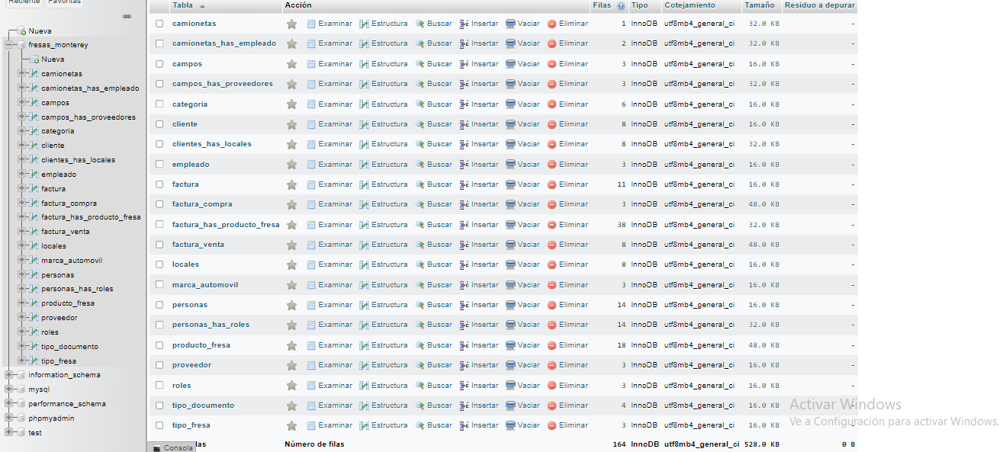 Reciente Favoritas
Nueva
fresas_monterey
Nueva
camionetas
camionetas_has_empleado
campos
campos_has_proveedores
categoria
cliente
clientes_has_locales
empleado
factura
factura_compra
factura_has_producto_fresa
factura_venta
locales
marca_automovil
personas
personas_has_roles
producto_fresa
proveedor
roles
tipo_documento
tipo_fresa
information_schema
mysql
performance_schema
phpmyadmin
test
Tabla Acción Filas Tipo Cotejamiento Tamaño Residuo a depurar
camionetas Examinar Estructura Buscar Insertar Vaciar Eliminar 1 InnoDB utf8mb4_general_ci 32.0 KB -
camionetas_has_empleado Examinar Estructura Buscar Insertar Vaciar Eliminar 2 InnoDB utf8mb4_general_ci 32.0 KB -
campos Examinar Estructura Buscar Insertar Vaciar Eliminar 3 InnoDB utf8mb4_general_ci 16.0 KB -
campos_has_proveedores Examinar Estructura Buscar Insertar Vaciar Eliminar 3 InnoDB utf8mb4_general_ci 32.0 KB -
categoria Examinar Estructura Buscar Insertar Vaciar Eliminar 6 InnoDB utf8mb4_general_ci 16.0 KB -
cliente Examinar Estructura Buscar Insertar Vaciar Eliminar 8 InnoDB utf8mb4_general_ci 16.0 KB -
clientes_has_locales Examinar Estructura Buscar Insertar Vaciar Eliminar 8 InnoDB utf8mb4_general_ci 32.0 KB -
empleado Examinar Estructura Buscar Insertar Vaciar Eliminar 3 InnoDB utf8mb4_general_ci 16.0 KB -
factura Examinar Estructura Buscar Insertar Vaciar Eliminar 11 InnoDB utf8mb4_general_ci 16.0 KB -
factura_compra Examinar Estructura Buscar Insertar Vaciar Eliminar 3 InnoDB utf8mb4_general_ci 48.0 KB -
factura_has_producto_fresa Examinar Estructura Buscar Insertar Vaciar Eliminar 38 InnoDB utf8mb4_general_ci 32.0 KB -
factura_venta Examinar Estructura Buscar Insertar Vaciar Eliminar 8 InnoDB utf8mb4_general_ci 48.0 KB -
locales Examinar Estructura Buscar Insertar Vaciar Eliminar 8 InnoDB utf8mb4_general_ci 16.0 KB -
marca_automovil Examinar Estructura Buscar Insertar Vaciar Eliminar 3 InnoDB utf8mb4_general_ci 16.0 KB -
personas Examinar Estructura Buscar Insertar Vaciar Eliminar 14 InnoDB utf8mb4_general_ci 16.0 KB -
personas_has_roles Examinar Estructura Buscar Insertar Vaciar Eliminar 14 InnoDB utf8mb4_general_ci 32.0 KB -
producto_fresa Examinar Estructura Buscar Insertar Vaciar Eliminar 18 InnoDB utf8mb4_general_ci 48.0 KB -
proveedor Examinar Estructura Buscar Insertar Vaciar Eliminar 3 InnoDB utf8mb4_general_ci 16.0 KB -
roles Examinar Estructura Buscar Insertar Vaciar Eliminar 3 InnoDB utf8mb4_general_ci 16.0 KB -
tipo_documento Examinar Estructura Buscar Insertar Vaciar Eliminar 4 InnoDB utf8mb4_general_ci 16.0 KB -
tipo_fresa Examinar Estructura Buscar Insertar Vaciar Eliminar 3 InnoDB utf8mb4_general_ci 16.0 KB -
las Número de filas 164 InnoDB utf8mb4_general_ci 528.0 KB 0 B
Consola
Activar Windows
Ve a Configuración para activar Windows.